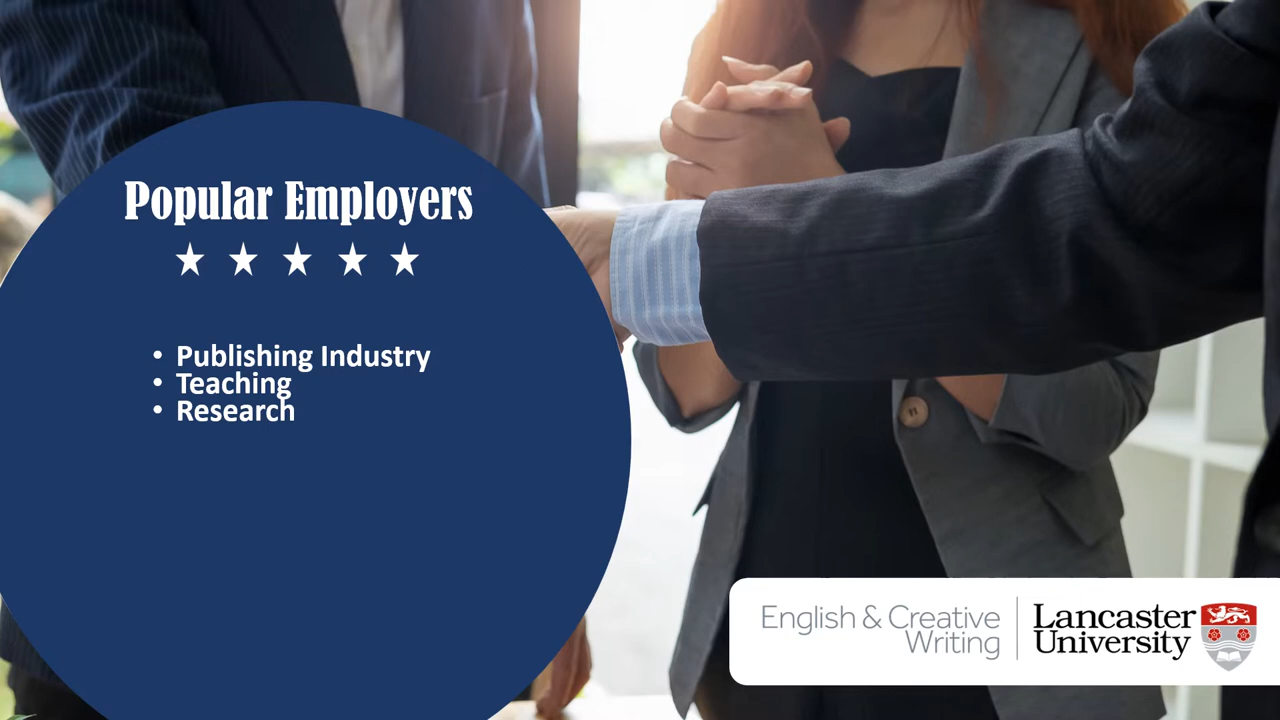 Popular Employers
• Publishing Industry
• Teaching
• Research
English & Creative
Writing
Lancaster
University